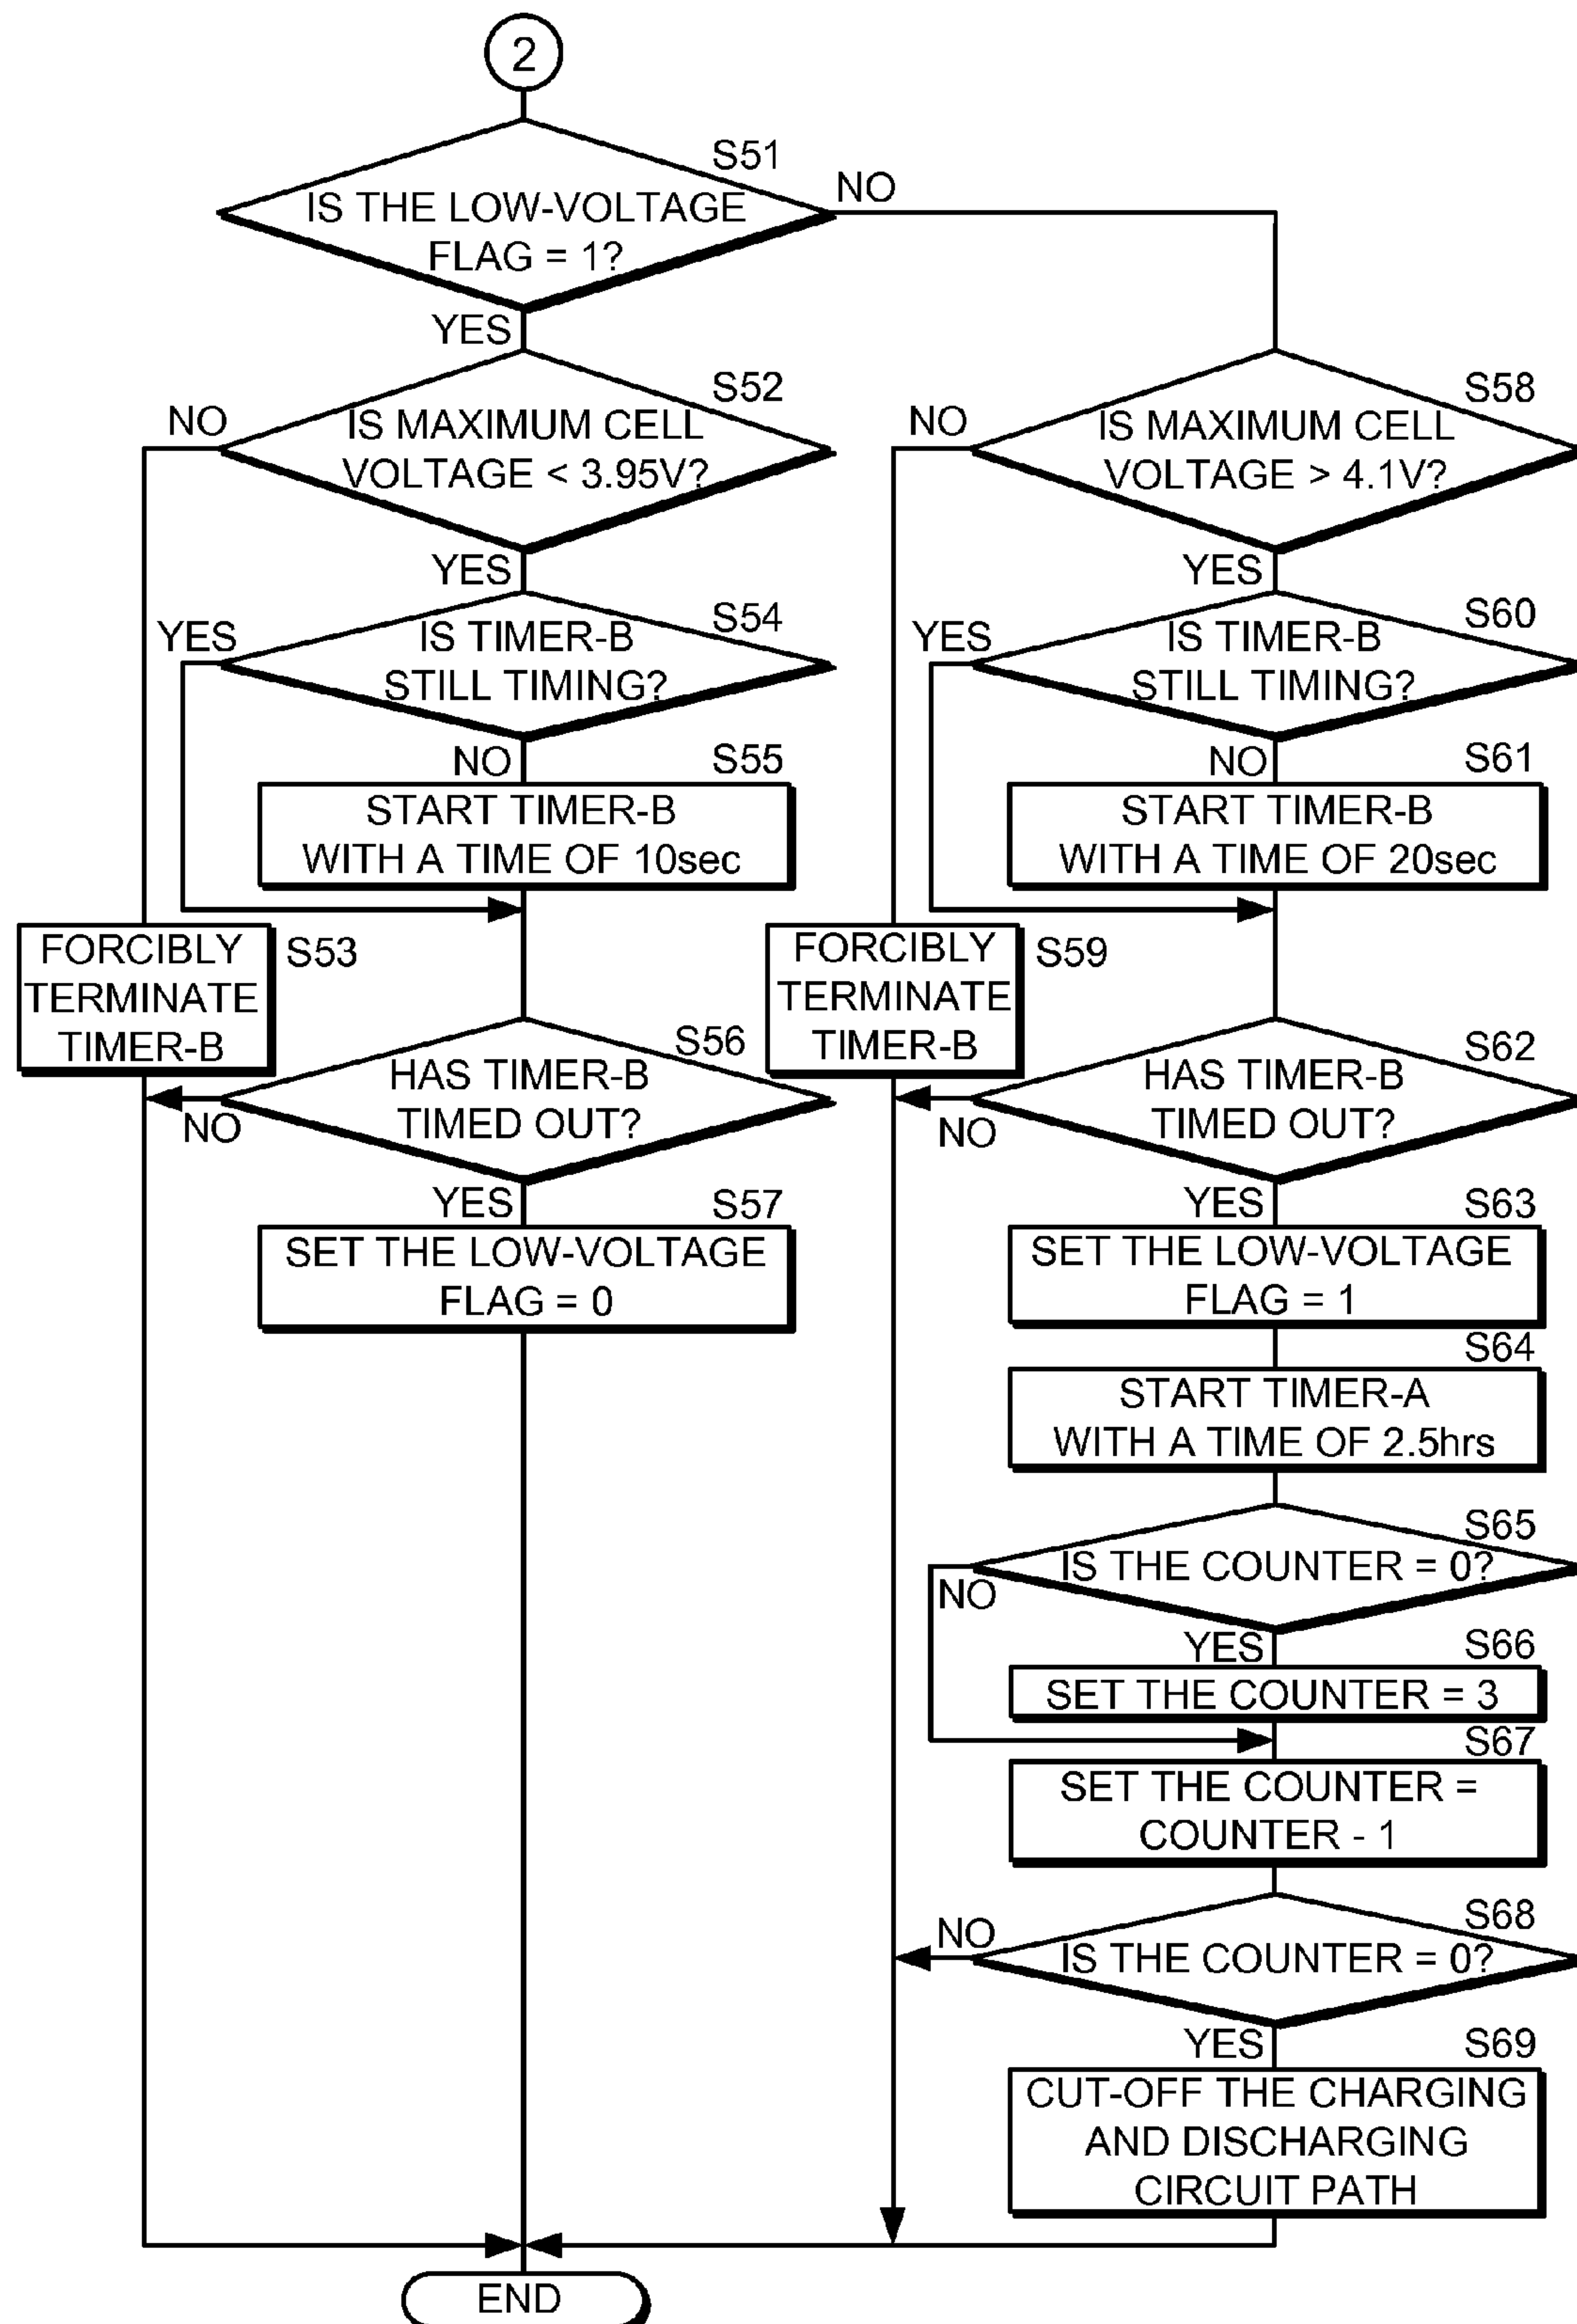 2
S51
IS THE LOW-VOLTAGE
FLAG = 1?
NO
YES
S52
IS MAXIMUM CELL
VOLTAGE < 3.95V?
NO
YES
S54
IS TIMER-B
STILL TIMING?
YES
NO
S55
START TIMER-B
WITH A TIME OF 10sec
FORCIBLY
TERMINATE
TIMER-B
S53
S56
HAS TIMER-B
TIMED OUT?
NO
YES
S57
SET THE LOW-VOLTAGE
FLAG = 0
S58
IS MAXIMUM CELL
VOLTAGE > 4.1V?
NO
YES
S60
IS TIMER-B
STILL TIMING?
YES
NO
S61
START TIMER-B
WITH A TIME OF 20sec
FORCIBLY
TERMINATE
TIMER-B
S59
S62
HAS TIMER-B
TIMED OUT?
NO
YES
S63
SET THE LOW-VOLTAGE
FLAG = 1
S64
START TIMER-A
WITH A TIME OF 2.5hrs
S65
IS THE COUNTER = 0?
NO
YES
S66
SET THE COUNTER = 3
S67
SET THE COUNTER =
COUNTER - 1
S68
IS THE COUNTER = 0?
NO
YES
S69
CUT-OFF THE CHARGING
AND DISCHARGING
CIRCUIT PATH
END